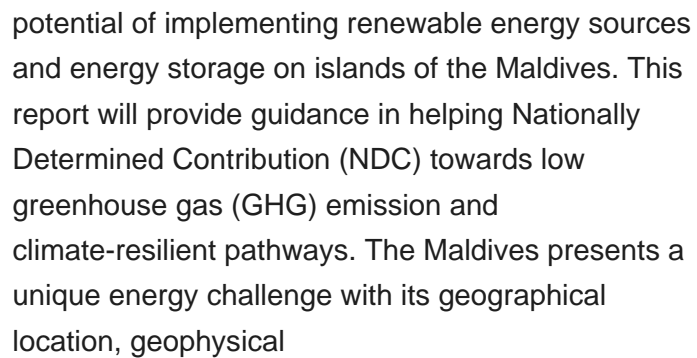 potential of implementing renewable energy sources
and energy storage on islands of the Maldives. This
report will provide guidance in helping Nationally
Determined Contribution (NDC) towards low
greenhouse gas (GHG) emission and
climate-resilient pathways. The Maldives presents a
unique energy challenge with its geographical
location, geophysical